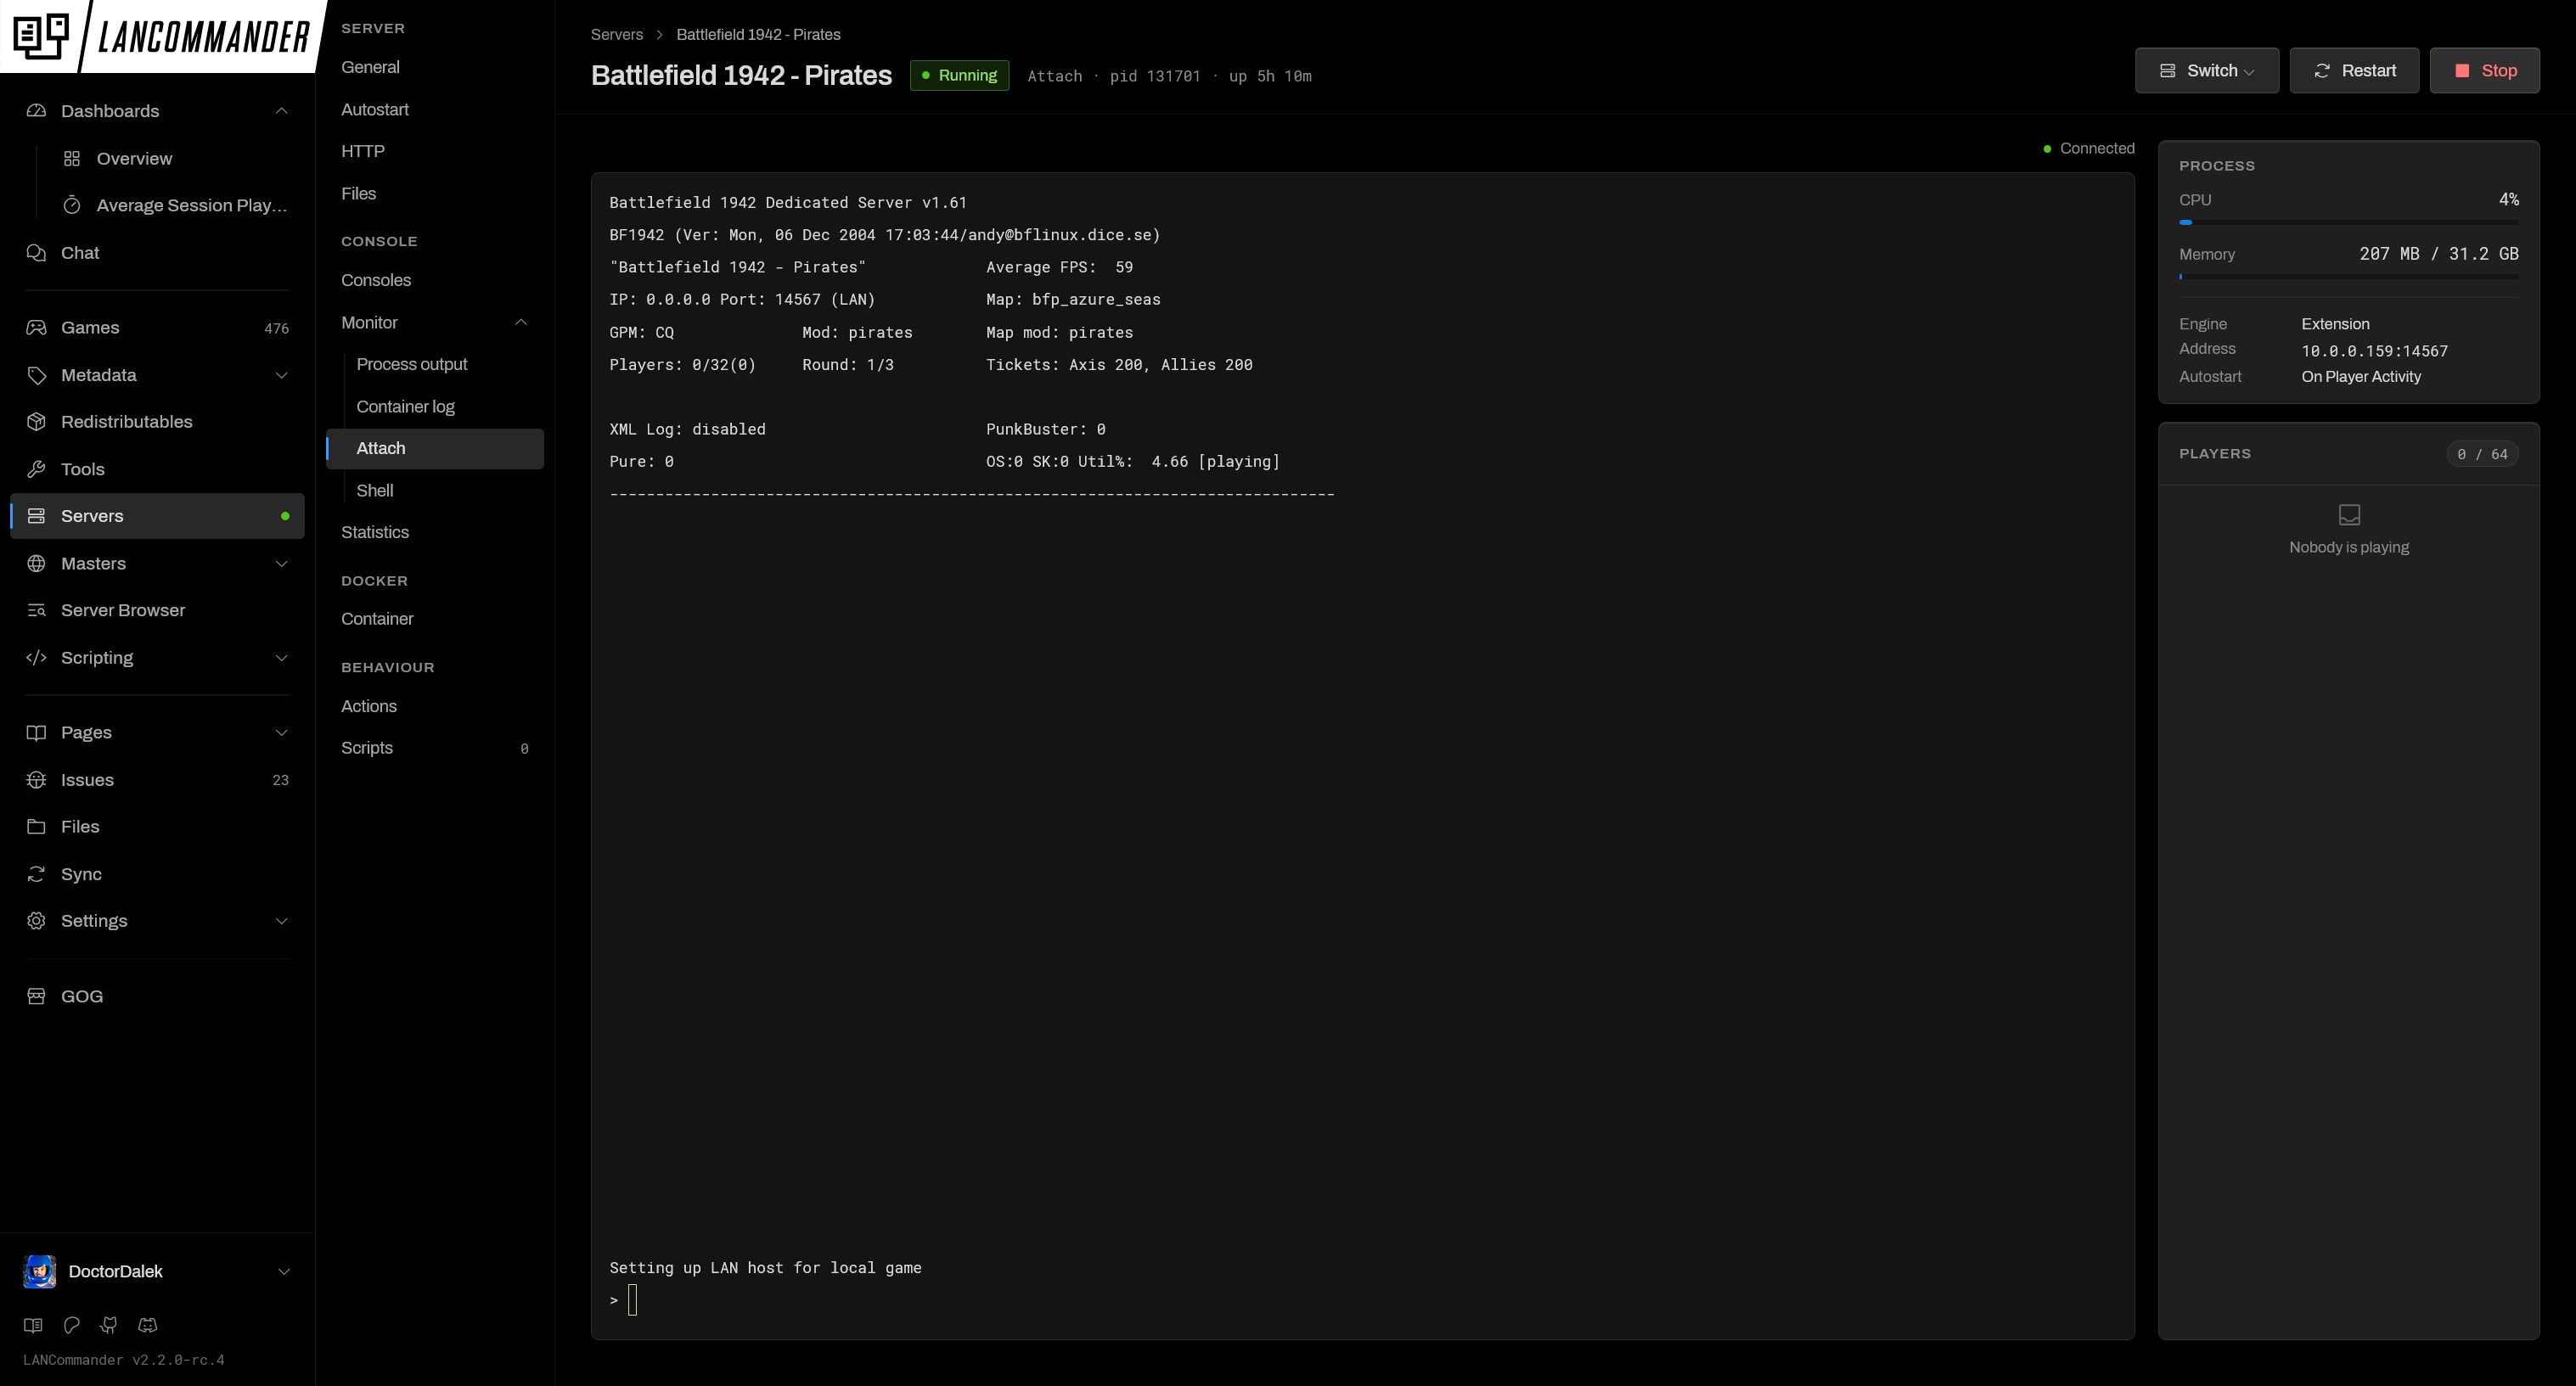 LANCOMMANDER
Dashboards
Overview
Average Session Play...
Chat
Games 476
Metadata
Redistributables
Tools
Servers
Masters
Server Browser
Scripting
Pages
Issues 23
Files
Sync
Settings
GOG
DoctorDalek
LANCommander v2.2.0-rc.4
SERVER
General
Autostart
HTTP
Files
CONSOLE
Consoles
Monitor
Process output
Container log
Attach
Shell
Statistics
DOCKER
Container
BEHAVIOUR
Actions
Scripts 0
Servers > Battlefield 1942 - Pirates
Battlefield 1942 - Pirates Running Attach · pid 131701 · up 5h 10m
Switch Restart Stop
Connected
Battlefield 1942 Dedicated Server v1.61
BF1942 (Ver: Mon, 06 Dec 2004 17:03:44/andy@bflinux.dice.se)
"Battlefield 1942 - Pirates" Average FPS: 59
IP: 0.0.0.0 Port: 14567 (LAN) Map: bfp_azure_seas
GPM: CQ Mod: pirates Map mod: pirates
Players: 0/32(0) Round: 1/3 Tickets: Axis 200, Allies 200
XML Log: disabled PunkBuster: 0
Pure: 0 OS:0 SK:0 Util%: 4.66 [playing]
-------------------------------------------------------------------------------
Setting up LAN host for local game
>
PROCESS
CPU 4%
Memory 207 MB / 31.2 GB
Engine Extension
Address 10.0.0.159:14567
Autostart On Player Activity
PLAYERS 0 / 64
Nobody is playing